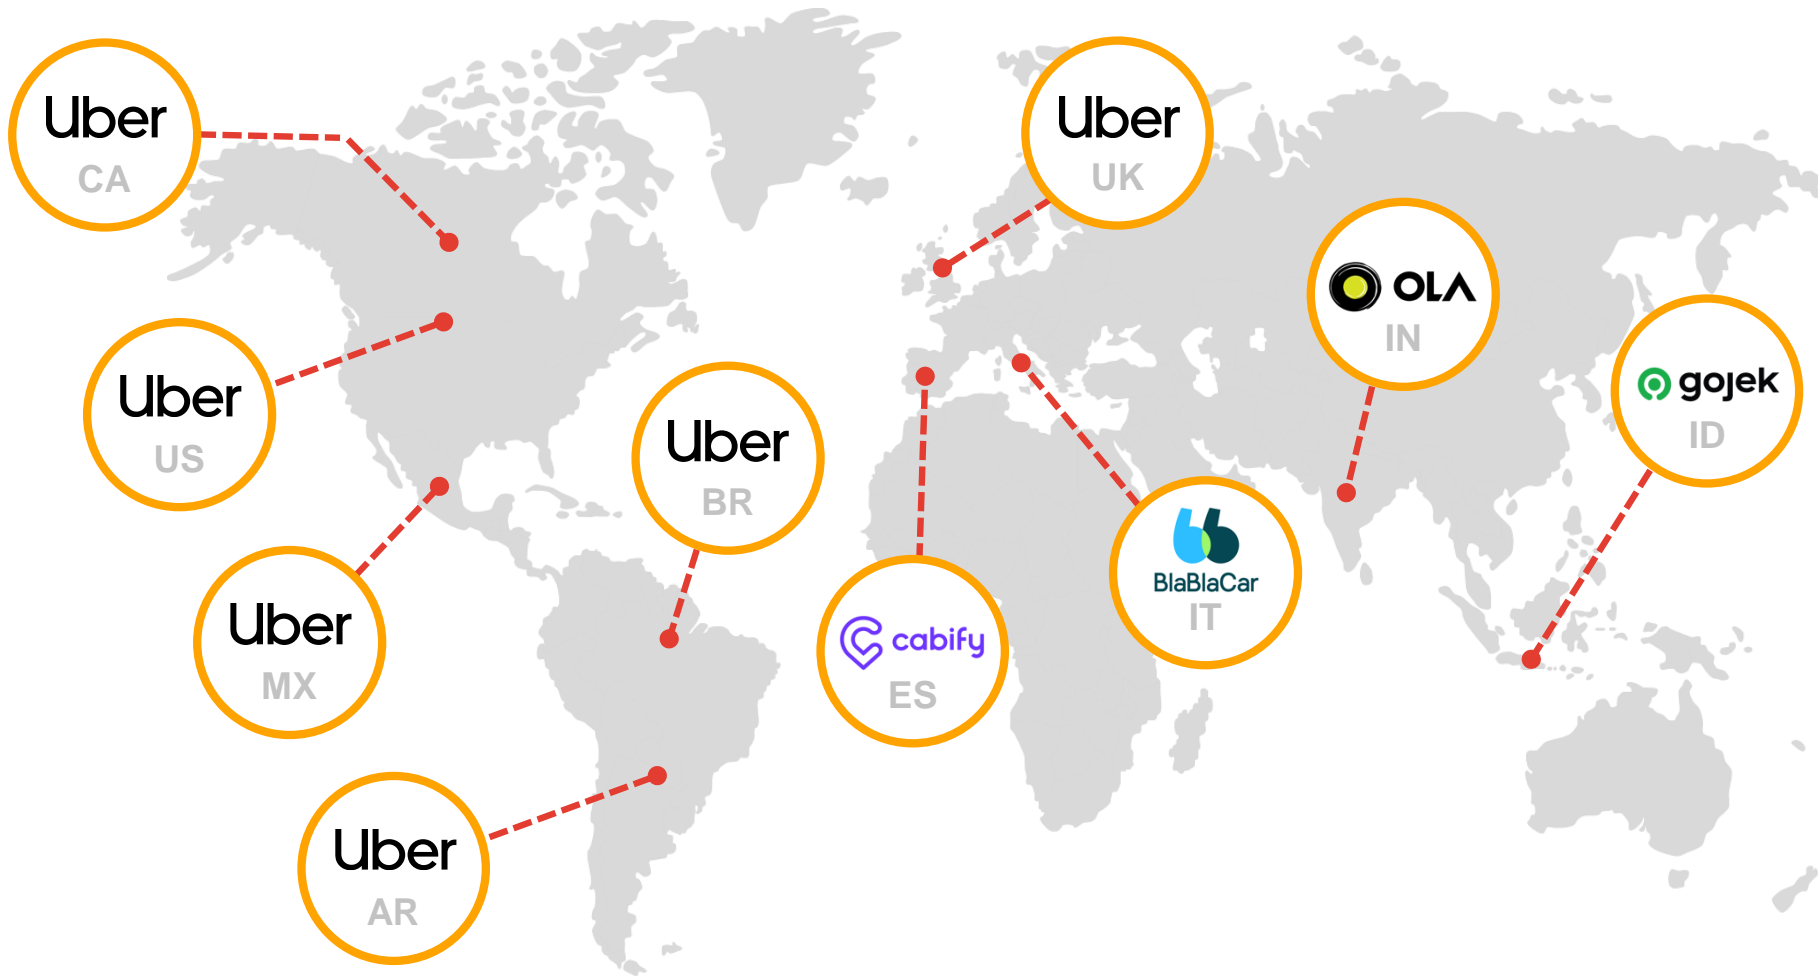 Uber
CA
Uber
UK
OLA
IN
Uber
US
gojek
ID
Uber
BR
BlaBlaCar
IT
Uber
MX
cabify
ES
Uber
AR